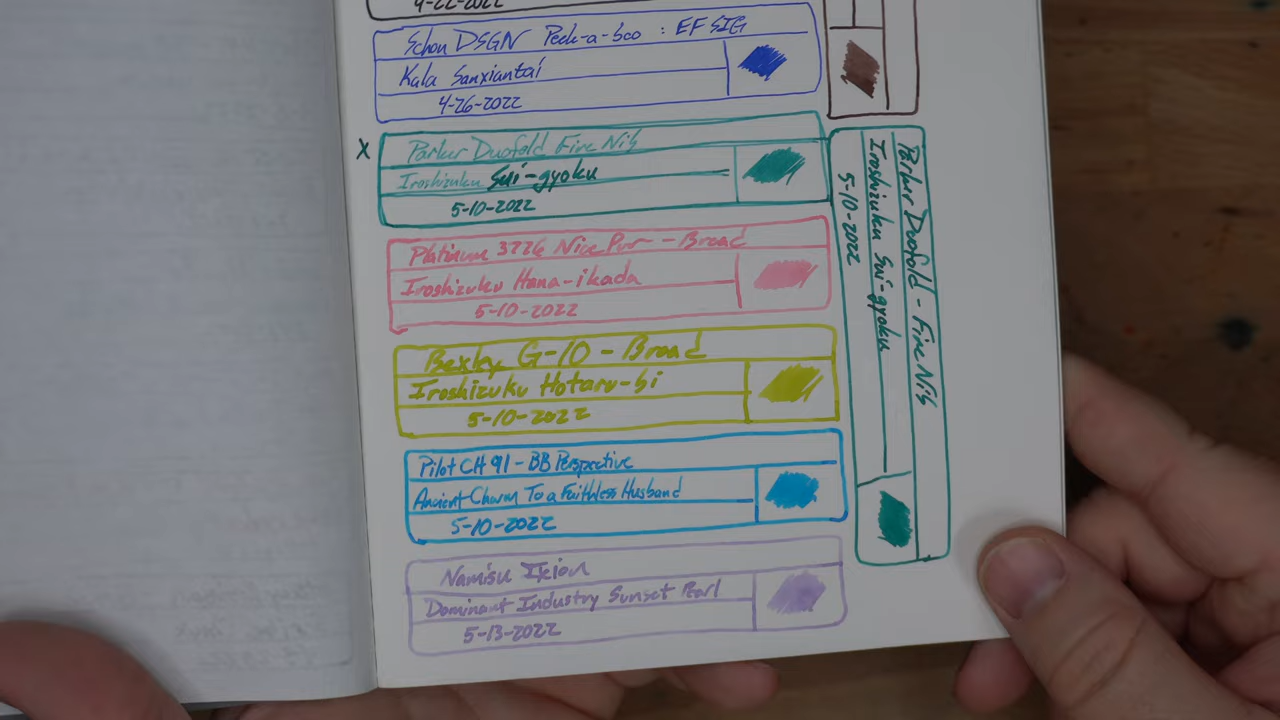 4-22-2022
Schon DSGN Peek-a-boo : EF SIG
Kala Sanxiantai
4-26-2022
X
Parker Duofold Fine Nib
Iroshizuku Sui-gyoku
5-10-2022
Platinum 3776 Nice Pur - Broad
Iroshizuku Hana-ikada
5-10-2022
Bexley G-10 - Broad
Iroshizuku Hotaru-bi
5-10-2022
Pilot CH 91 - BB Perspective
Ancient Charm To a Faithless Husband
5-10-2022
Namisu Ixion
Dominant Industry Sunset Pearl
5-13-2022
Parker Duofold - Fine Nib
Iroshizuku Sui-gyoku
5-10-2022